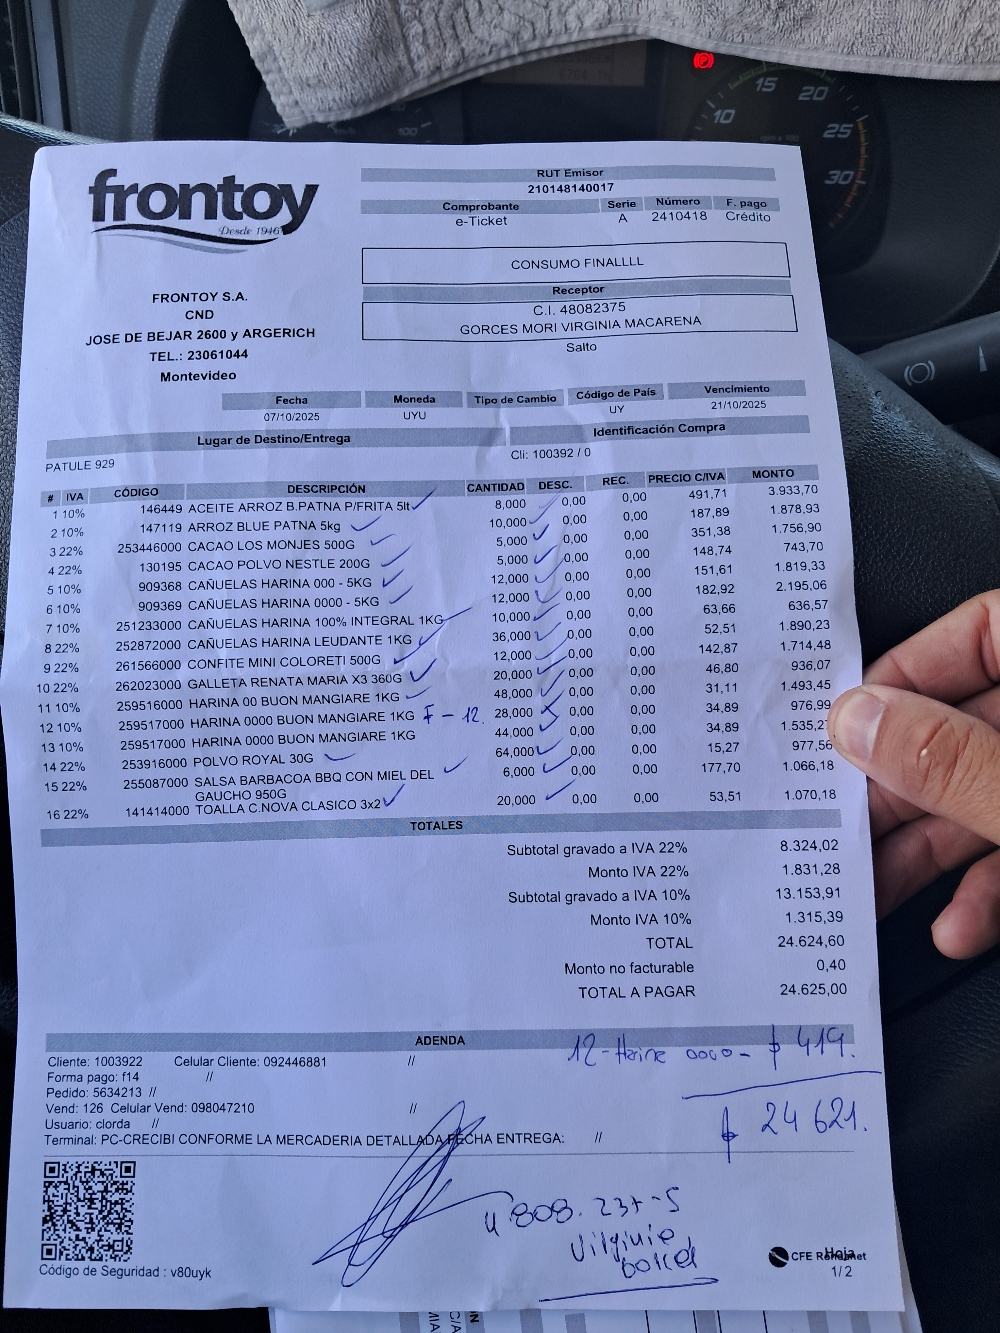 frontoy
Desde 1946
RUT Emisor
210148140017
Comprobante Serie Número F. pago
e-Ticket A 2410418 Crédito
CONSUMO FINALLLL
Receptor
C.I. 48082375
GORCES MORI VIRGINIA MACARENA
Salto
FRONTOY S.A.
CND
JOSE DE BEJAR 2600 y ARGERICH
TEL.: 23061044
Montevideo
Fecha Moneda Tipo de Cambio Código de País Vencimiento
07/10/2025 UYU UY 21/10/2025
Lugar de Destino/Entrega Identificación Compra
PATULE 929 Cli: 100392 / 0
# IVA CÓDIGO DESCRIPCIÓN CANTIDAD DESC. REC. PRECIO C/IVA MONTO
1 10% 146449 ACEITE ARROZ B.PATNA P/FRITA 5lt 8,000 0,00 0,00 491,71 3.933,70
2 10% 147119 ARROZ BLUE PATNA 5kg 10,000 0,00 0,00 187,89 1.878,93
3 22% 253446000 CACAO LOS MONJES 500G 5,000 0,00 0,00 351,38 1.756,90
4 22% 130195 CACAO POLVO NESTLE 200G 5,000 0,00 0,00 148,74 743,70
5 10% 909368 CAÑUELAS HARINA 000 - 5KG 12,000 0,00 0,00 151,61 1.819,33
6 10% 909369 CAÑUELAS HARINA 0000 - 5KG 12,000 0,00 0,00 182,92 2.195,06
7 10% 251233000 CAÑUELAS HARINA 100% INTEGRAL 1KG 10,000 0,00 0,00 63,66 636,57
8 22% 252872000 CAÑUELAS HARINA LEUDANTE 1KG 36,000 0,00 0,00 52,51 1.890,23
9 22% 261566000 CONFITE MINI COLORETI 500G 12,000 0,00 0,00 142,87 1.714,48
10 22% 262023000 GALLETA RENATA MARIA X3 360G 20,000 0,00 0,00 46,80 936,07
11 10% 259516000 HARINA 00 BUON MANGIARE 1KG 48,000 0,00 0,00 31,11 1.493,45
12 10% 259517000 HARINA 0000 BUON MANGIARE 1KG F - 12. 28,000 0,00 0,00 34,89 976,99
13 10% 259517000 HARINA 0000 BUON MANGIARE 1KG 44,000 0,00 0,00 34,89 1.535,2
14 22% 253916000 POLVO ROYAL 30G 64,000 0,00 0,00 15,27 977,56
15 22% 255087000 SALSA BARBACOA BBQ CON MIEL DEL 6,000 0,00 0,00 177,70 1.066,18
GAUCHO 950G
16 22% 141414000 TOALLA C.NOVA CLASICO 3x2 20,000 0,00 0,00 53,51 1.070,18
TOTALES
Subtotal gravado a IVA 22% 8.324,02
Monto IVA 22% 1.831,28
Subtotal gravado a IVA 10% 13.153,91
Monto IVA 10% 1.315,39
TOTAL 24.624,60
Monto no facturable 0,40
TOTAL A PAGAR 24.625,00
ADENDA
Cliente: 1003922 Celular Cliente: 092446881 //
Forma pago: f14 //
Pedido: 5634213 //
Vend: 126 Celular Vend: 098047210 //
Usuario: clorda //
Terminal: PC-CRECIBI CONFORME LA MERCADERIA DETALLADA FECHA ENTREGA: //
12-Harine 0000- $ 419.
$ 24 621.
4.808.237-5
Virginie
Código de Seguridad : v80uyk
CFE
Hoja
1/2
10
15
20
25
30
100